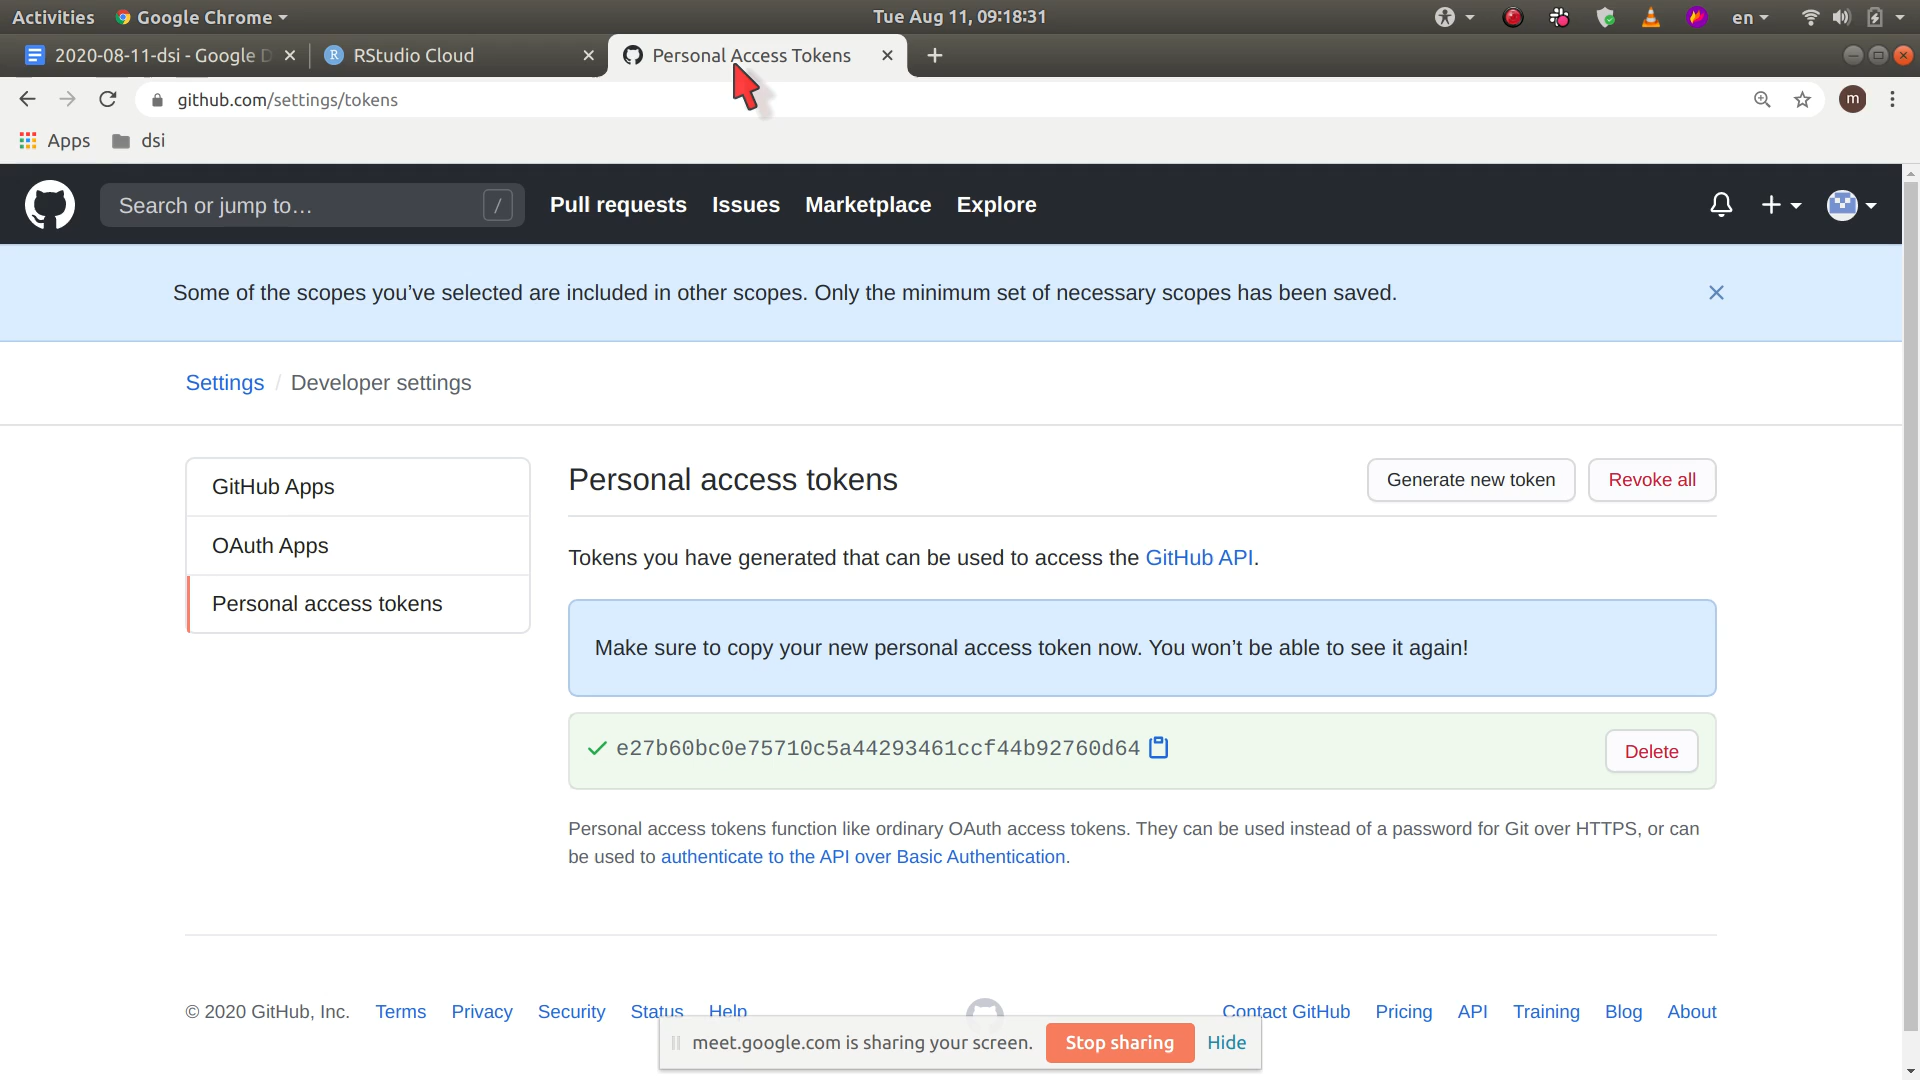 Activities Google Chrome Tue Aug 11, 09:18:31 en
2020-08-11-dsi - Google D RStudio Cloud Personal Access Tokens
github.com/settings/tokens m
Apps dsi
Search or jump to… / Pull requests Issues Marketplace Explore
Some of the scopes you’ve selected are included in other scopes. Only the minimum set of necessary scopes has been saved.
Settings / Developer settings
GitHub Apps
OAuth Apps
Personal access tokens
Personal access tokens Generate new token Revoke all
Tokens you have generated that can be used to access the GitHub API.
Make sure to copy your new personal access token now. You won’t be able to see it again!
e27b60bc0e75710c5a44293461ccf44b92760d64 Delete
Personal access tokens function like ordinary OAuth access tokens. They can be used instead of a password for Git over HTTPS, or can
be used to authenticate to the API over Basic Authentication.
© 2020 GitHub, Inc. Terms Privacy Security Status Help Contact GitHub Pricing API Training Blog About
meet.google.com is sharing your screen. Stop sharing Hide